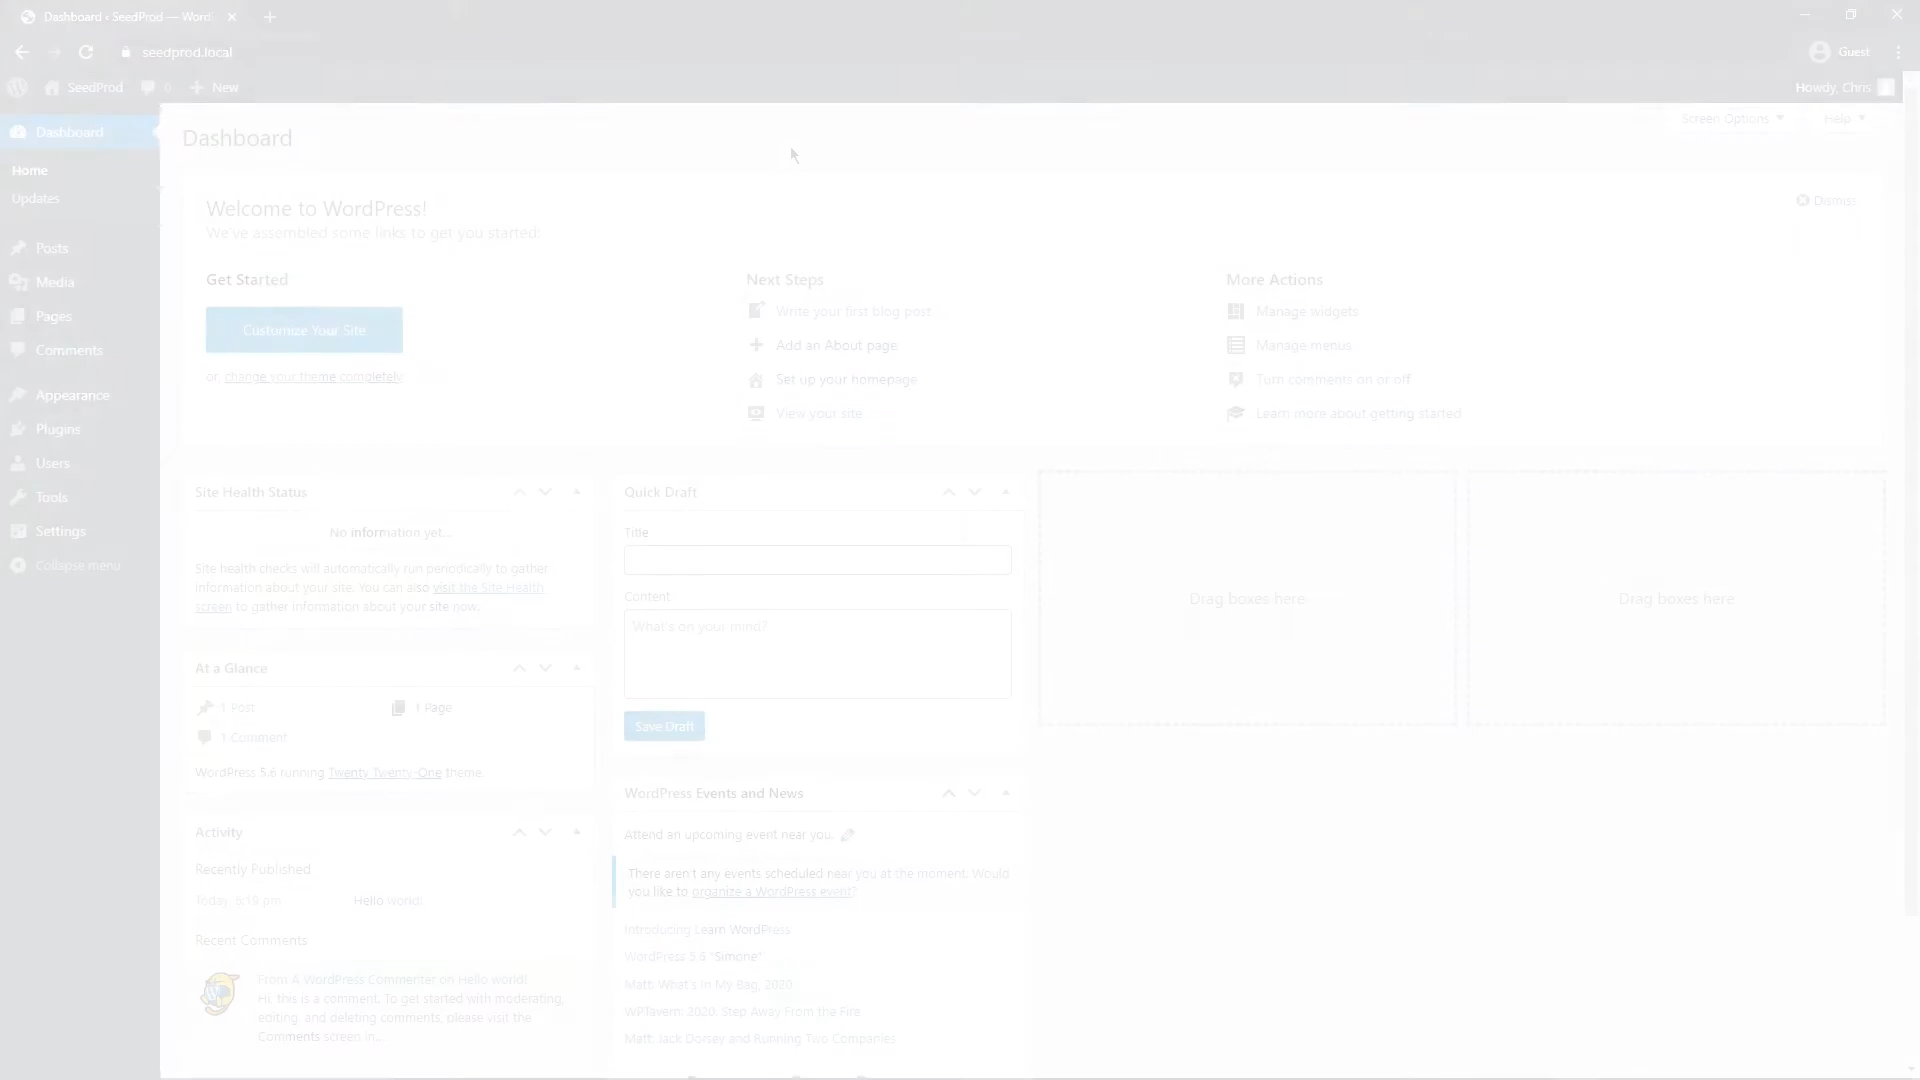 Dashboard ‹ SeedProd — Word
seedprod.local
Guest
SeedProd
0
New
Howdy, Chris
Dashboard
Home
Updates
Posts
Media
Pages
Comments
Appearance
Plugins
Users
Tools
Settings
Collapse menu
Dashboard
Screen Options
Help
Welcome to WordPress!
We've assembled some links to get you started:
Dismiss
Get Started
Customize Your Site
or, change your theme completely
Next Steps
Write your first blog post
Add an About page
Set up your homepage
View your site
More Actions
Manage widgets
Manage menus
Turn comments on or off
Learn more about getting started
Site Health Status
No information yet...
Site health checks will automatically run periodically to gather
information about your site. You can also visit the Site Health
screen to gather information about your site now.
At a Glance
1 Post
1 Page
1 Comment
WordPress 5.6 running Twenty Twenty-One theme.
Activity
Recently Published
Today, 6:19 pm
Hello world!
Recent Comments
From A WordPress Commenter on Hello world!
Hi, this is a comment. To get started with moderating,
editing, and deleting comments, please visit the
Comments screen in...
Quick Draft
Title
Content
What's on your mind?
Save Draft
WordPress Events and News
Attend an upcoming event near you.
There aren't any events scheduled near you at the moment. Would
you like to organize a WordPress event?
Introducing Learn WordPress
WordPress 5.6 "Simone"
Matt: What's in My Bag, 2020
WPTavern: 2020: Step Away From the Fire
Matt: Jack Dorsey and Running Two Companies
Drag boxes here
Drag boxes here